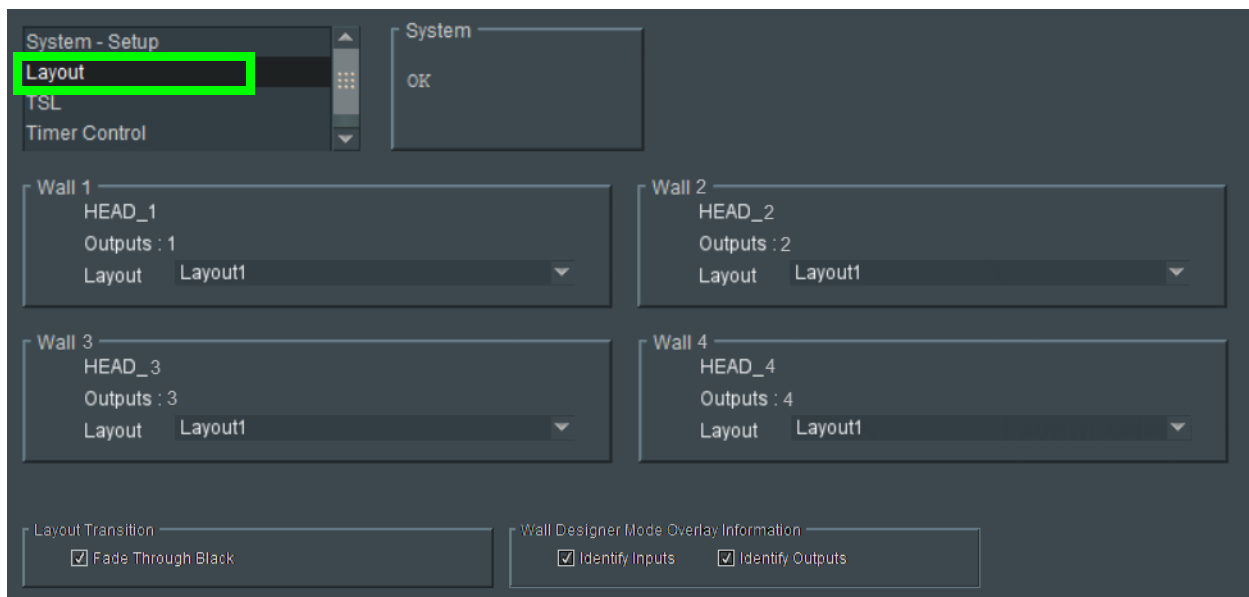 System - Setup
Layout
TSL
Timer Control
System
OK
Wall 1
HEAD_1
Outputs : 1
Layout Layout1
Wall 2
HEAD_2
Outputs : 2
Layout Layout1
Wall 3
HEAD_3
Outputs : 3
Layout Layout1
Wall 4
HEAD_4
Outputs : 4
Layout Layout1
Layout Transition
Fade Through Black
Wall Designer Mode Overlay Information
Identify Inputs Identify Outputs